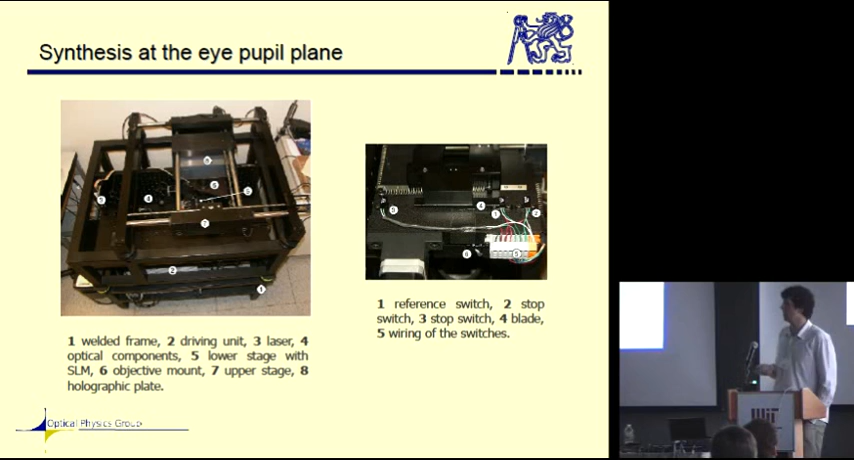 Synthesis at the eye pupil plane
1 welded frame, 2 driving unit, 3 laser, 4
optical components, 5 lower stage with
SLM, 6 objective mount, 7 upper stage, 8
holographic plate.
1 reference switch, 2 stop
switch, 3 stop switch, 4 blade,
5 wiring of the switches.
Optical Physics Group
MIT